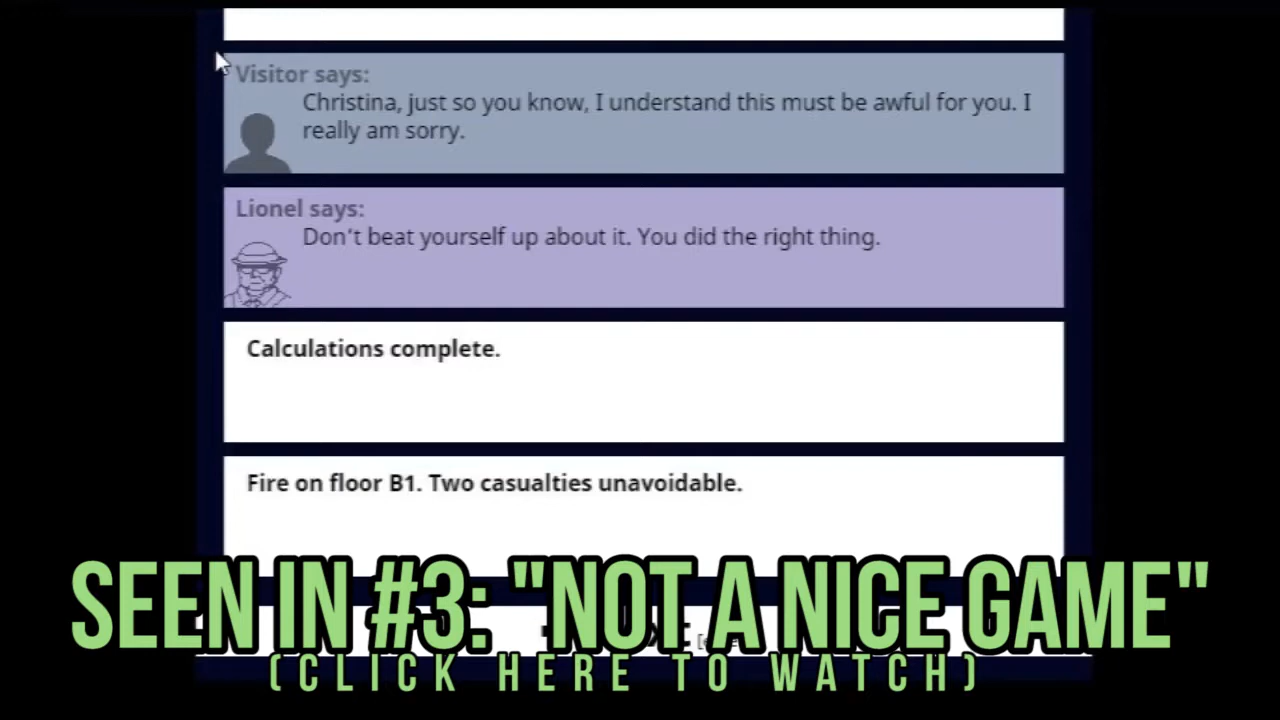 Visitor says:
Christina, just so you know, I understand this must be awful for you. I
really am sorry.
Lionel says:
Don't beat yourself up about it. You did the right thing.
Calculations complete.
Fire on floor B1. Two casualties unavoidable.
SEEN IN #3: "NOT A NICE GAME"
(CLICK HERE TO WATCH)